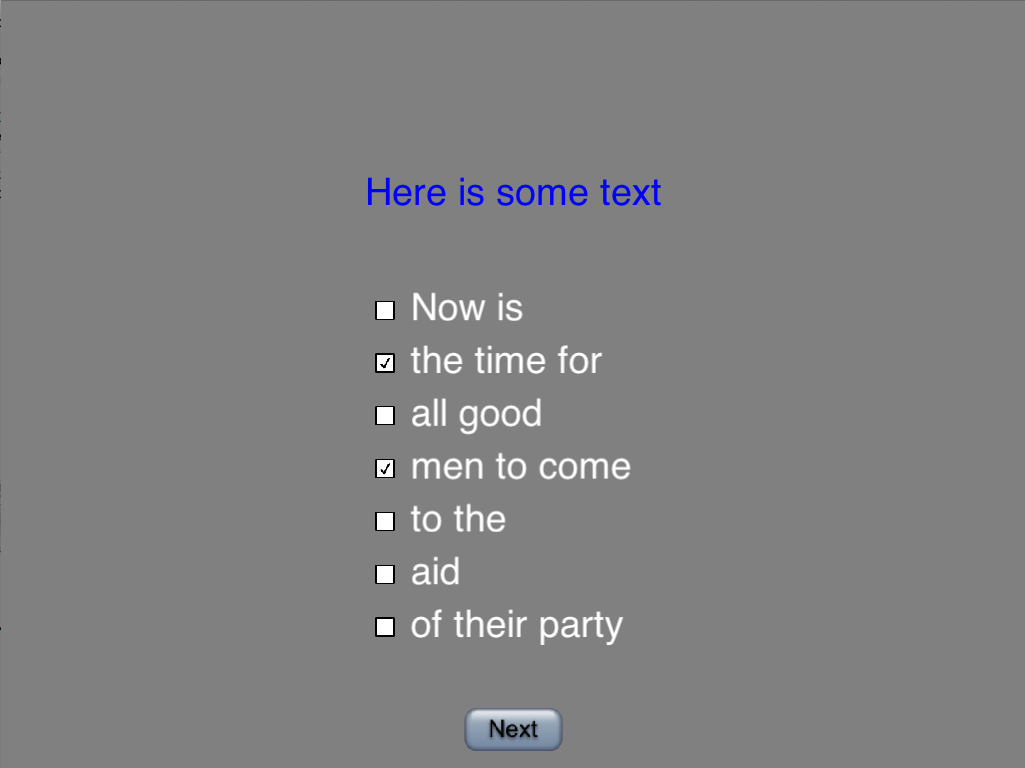 Here is some text
Now is
the time for
all good
men to come
to the
aid
of their party
Next